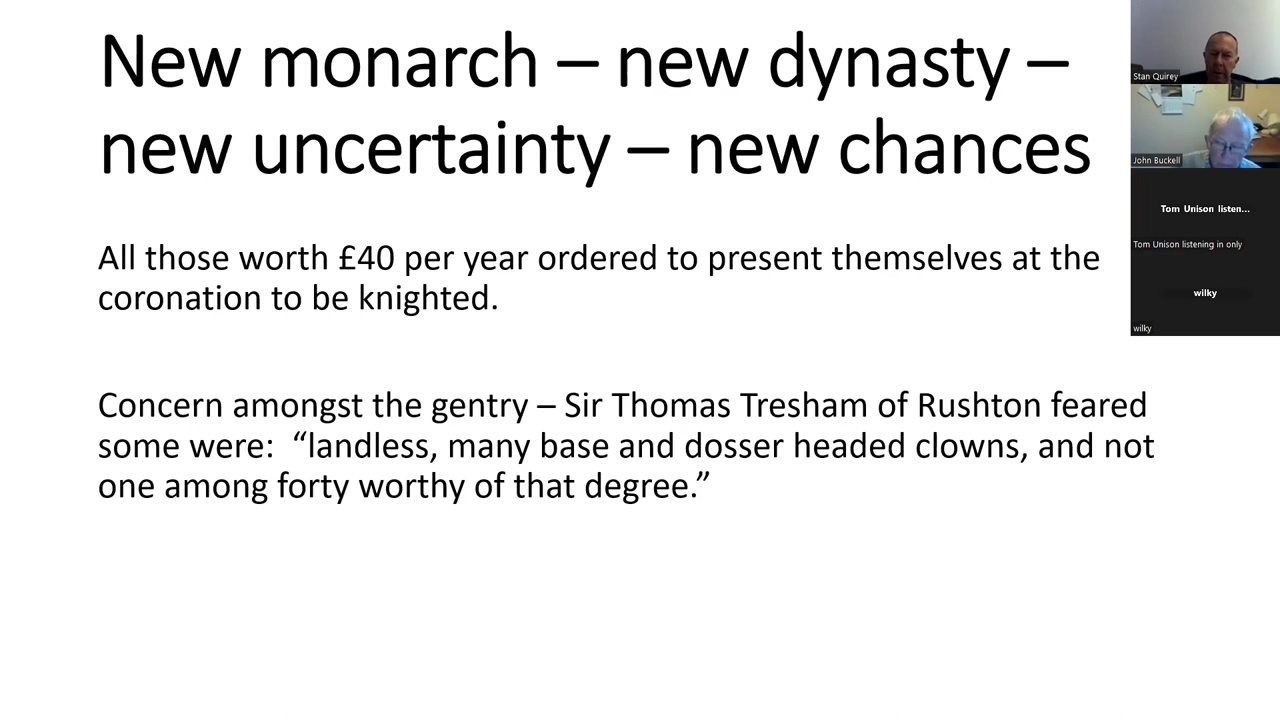 New monarch – new dynasty –
new uncertainty – new chances
All those worth £40 per year ordered to present themselves at the
coronation to be knighted.
Concern amongst the gentry – Sir Thomas Tresham of Rushton feared
some were:  “landless, many base and dosser headed clowns, and not
one among forty worthy of that degree.”
Stan Quirey
John Buckell
Tom Unison listen...
Tom Unison listening in only
wilky
wilky